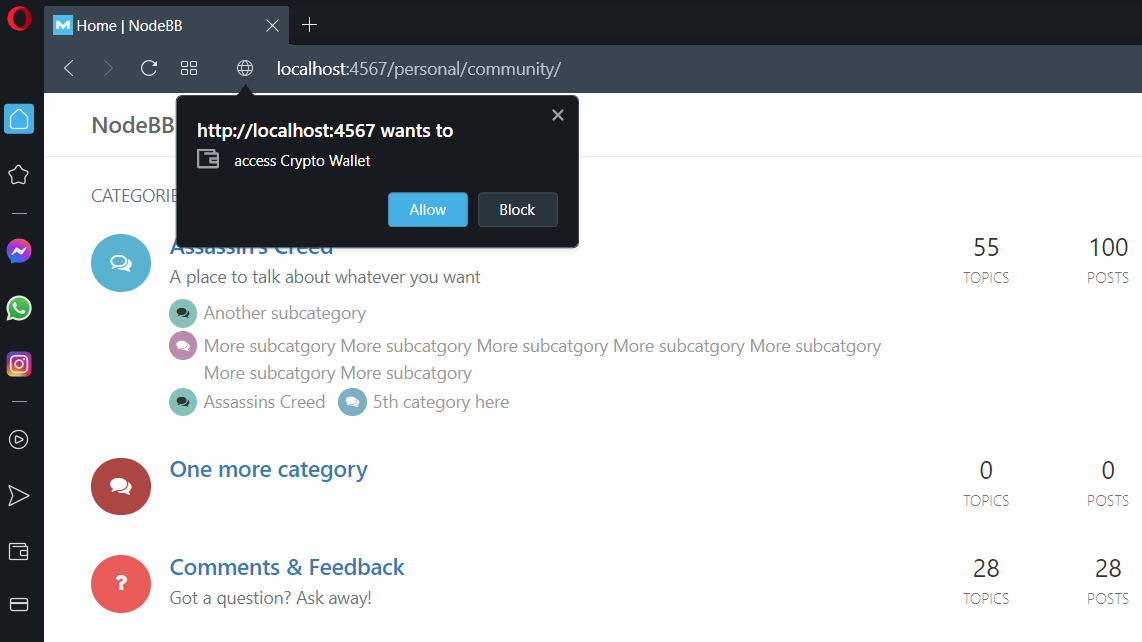 Home | NodeBB
localhost:4567/personal/community/
NodeBB
http://localhost:4567 wants to
access Crypto Wallet
Allow
Block
CATEGORIE
Assassin's Creed
A place to talk about whatever you want
55
TOPICS
100
POSTS
Another subcategory
More subcatgory More subcatgory More subcatgory More subcatgory More subcatgory
More subcatgory More subcatgory
Assassins Creed 5th category here
One more category
0
TOPICS
0
POSTS
Comments & Feedback
Got a question? Ask away!
28
TOPICS
28
POSTS